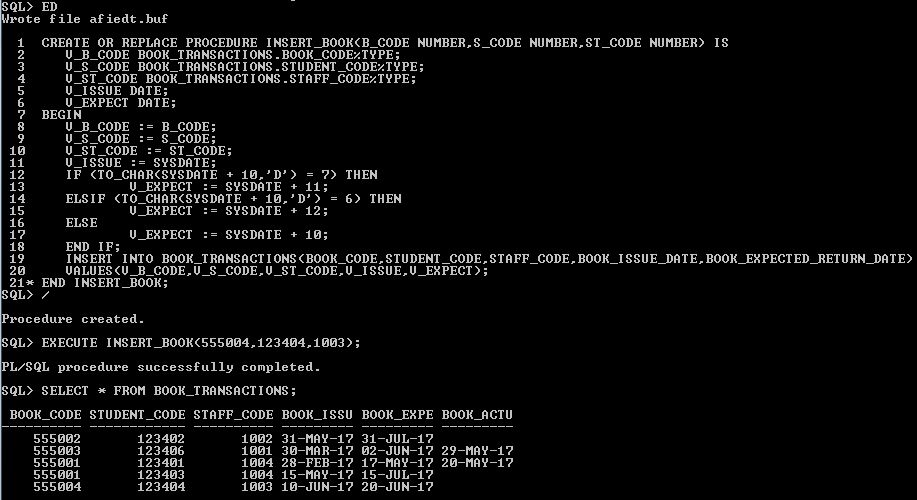 SQL> ED
Wrote file afiedt.buf
1 CREATE OR REPLACE PROCEDURE INSERT_BOOK(B_CODE NUMBER,S_CODE NUMBER,ST_CODE NUMBER) IS
2 V_B_CODE BOOK_TRANSACTIONS.BOOK_CODE%TYPE;
3 V_S_CODE BOOK_TRANSACTIONS.STUDENT_CODE%TYPE;
4 V_ST_CODE BOOK_TRANSACTIONS.STAFF_CODE%TYPE;
5 V_ISSUE DATE;
6 V_EXPECT DATE;
7 BEGIN
8 V_B_CODE := B_CODE;
9 V_S_CODE := S_CODE;
10 V_ST_CODE := ST_CODE;
11 V_ISSUE := SYSDATE;
12 IF (TO_CHAR(SYSDATE + 10,'D') = 7) THEN
13 V_EXPECT := SYSDATE + 11;
14 ELSIF (TO_CHAR(SYSDATE + 10,'D') = 6) THEN
15 V_EXPECT := SYSDATE + 12;
16 ELSE
17 V_EXPECT := SYSDATE + 10;
18 END IF;
19 INSERT INTO BOOK_TRANSACTIONS(BOOK_CODE,STUDENT_CODE,STAFF_CODE,BOOK_ISSUE_DATE,BOOK_EXPECTED_RETURN_DATE)
20 VALUES(V_B_CODE,V_S_CODE,V_ST_CODE,V_ISSUE,V_EXPECT);
21* END INSERT_BOOK;
SQL> /
Procedure created.
SQL> EXECUTE INSERT_BOOK(555004,123404,1003);
PL/SQL procedure successfully completed.
SQL> SELECT * FROM BOOK_TRANSACTIONS;
BOOK_CODE STUDENT_CODE STAFF_CODE BOOK_ISSU BOOK_EXPE BOOK_ACTU
---------- ------------ ---------- --------- --------- ---------
555002 123402 1002 31-MAY-17 31-JUL-17
555003 123406 1001 30-MAR-17 02-JUN-17 29-MAY-17
555001 123401 1004 28-FEB-17 17-MAY-17 20-MAY-17
555001 123403 1004 15-MAY-17 15-JUL-17
555004 123404 1003 10-JUN-17 20-JUN-17